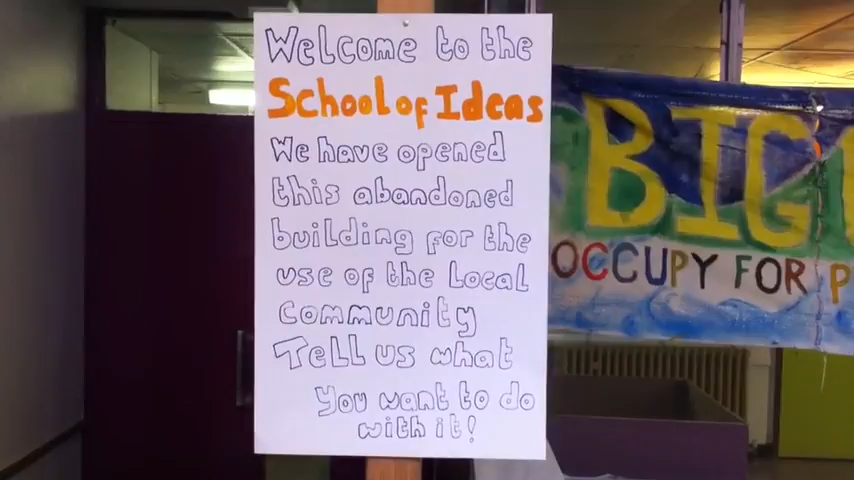 Welcome to the
School of Ideas
We have opened
this abandoned
building for the
use of the Local
community
Tell us what
You want to do
with it!
BIG
OCCUPY FOR P